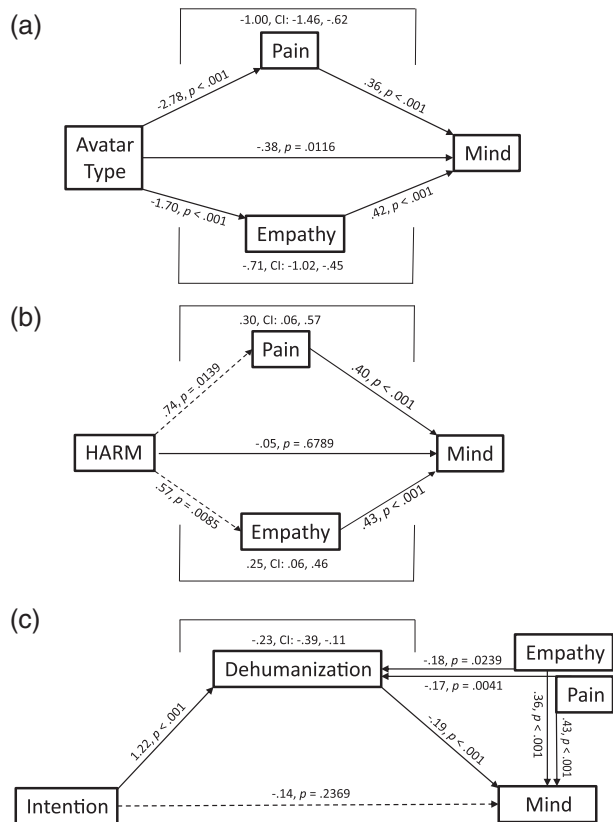 (a)
-1.00, CI: -1.46, -.62
Pain
-2.78, p < .001
.36, p < .001
Avatar
Type
-.38, p = .0116
Mind
-1.70, p < .001
.42, p < .001
Empathy
-.71, CI: -1.02, -.45
(b)
.30, CI: .06, .57
Pain
.74, p = .0139
.40, p < .001
HARM
-.05, p = .6789
Mind
.57, p = .0085
.43, p < .001
Empathy
.25, CI: .06, .46
(c)
-.23, CI: -.39, -.11
Dehumanization
Empathy
-.18, p = .0239
-.17, p = .0041
Pain
1.22, p < .001
-.19, p < .001
.36, p < .001
.43, p < .001
Intention
-.14, p = .2369
Mind